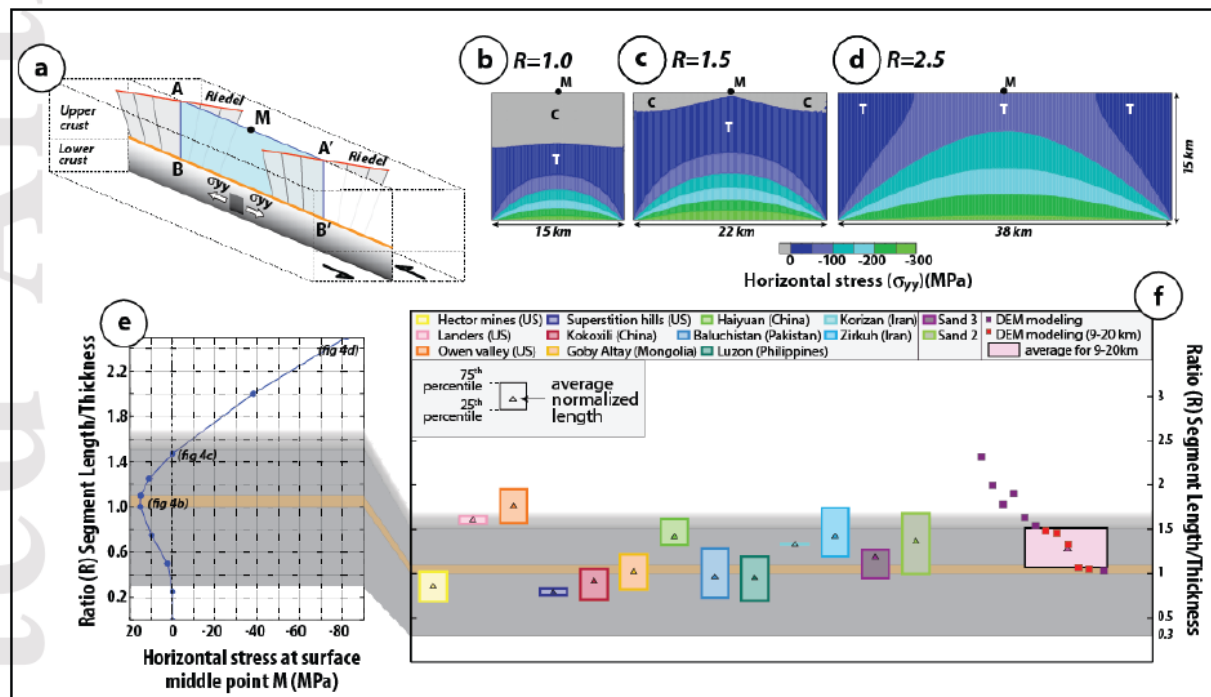 a
A
Riedel
M
Upper
crust
Lower
crust
B
A'
Riedel
σyy
σyy
B'
b R=1.0
c R=1.5
d R=2.5
M
M
M
C
T
C
C
T
T
T
T
15 km
15 km
22 km
38 km
0 -100 -200 -300
Horizontal stress (σyy)(MPa)
e
Ratio (R) Segment Length/Thickness
2.2
1.8
1.4
1.0
0.6
0.2
(fig 4d)
(fig 4c)
(fig 4b)
20 0 -20 -40 -60 -80
Horizontal stress at surface
middle point M (MPa)
f
Hector mines (US) Superstition hills (US) Haiyuan (China) Korizan (Iran) Sand 3 DEM modeling
Landers (US) Kokoxili (China) Baluchistan (Pakistan) Zirkuh (Iran) Sand 2 DEM modeling (9-20 km)
Owen valley (US) Goby Altay (Mongolia) Luzon (Philippines) average for 9-20km
75th
percentile
25th
percentile
average
normalized
length
3
2.5
2
1.5
1
0.5
0.3
Ratio (R) Segment Length/Thickness